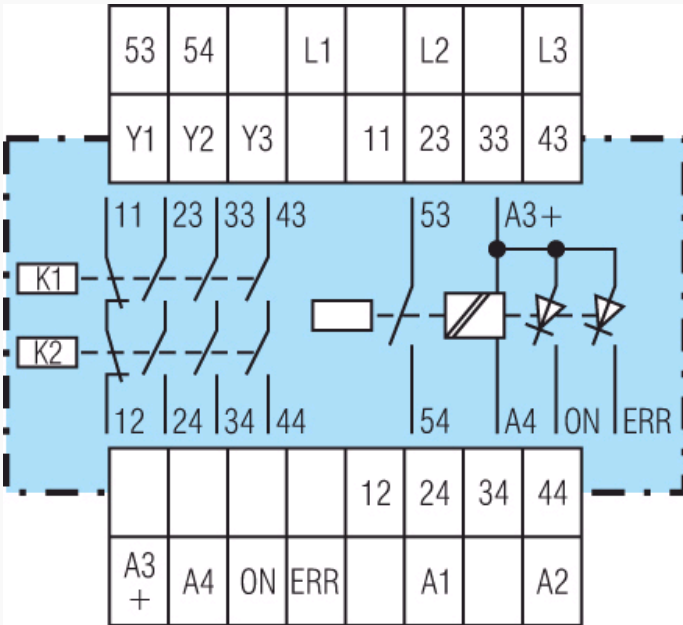 53 54 L1 L2 L3
Y1 Y2 Y3 11 23 33 43
11 23 33 43 53 A3+
K1
K2
12 24 34 44 54 A4 ON ERR
12 24 34 44
A3 + A4 ON ERR A1 A2